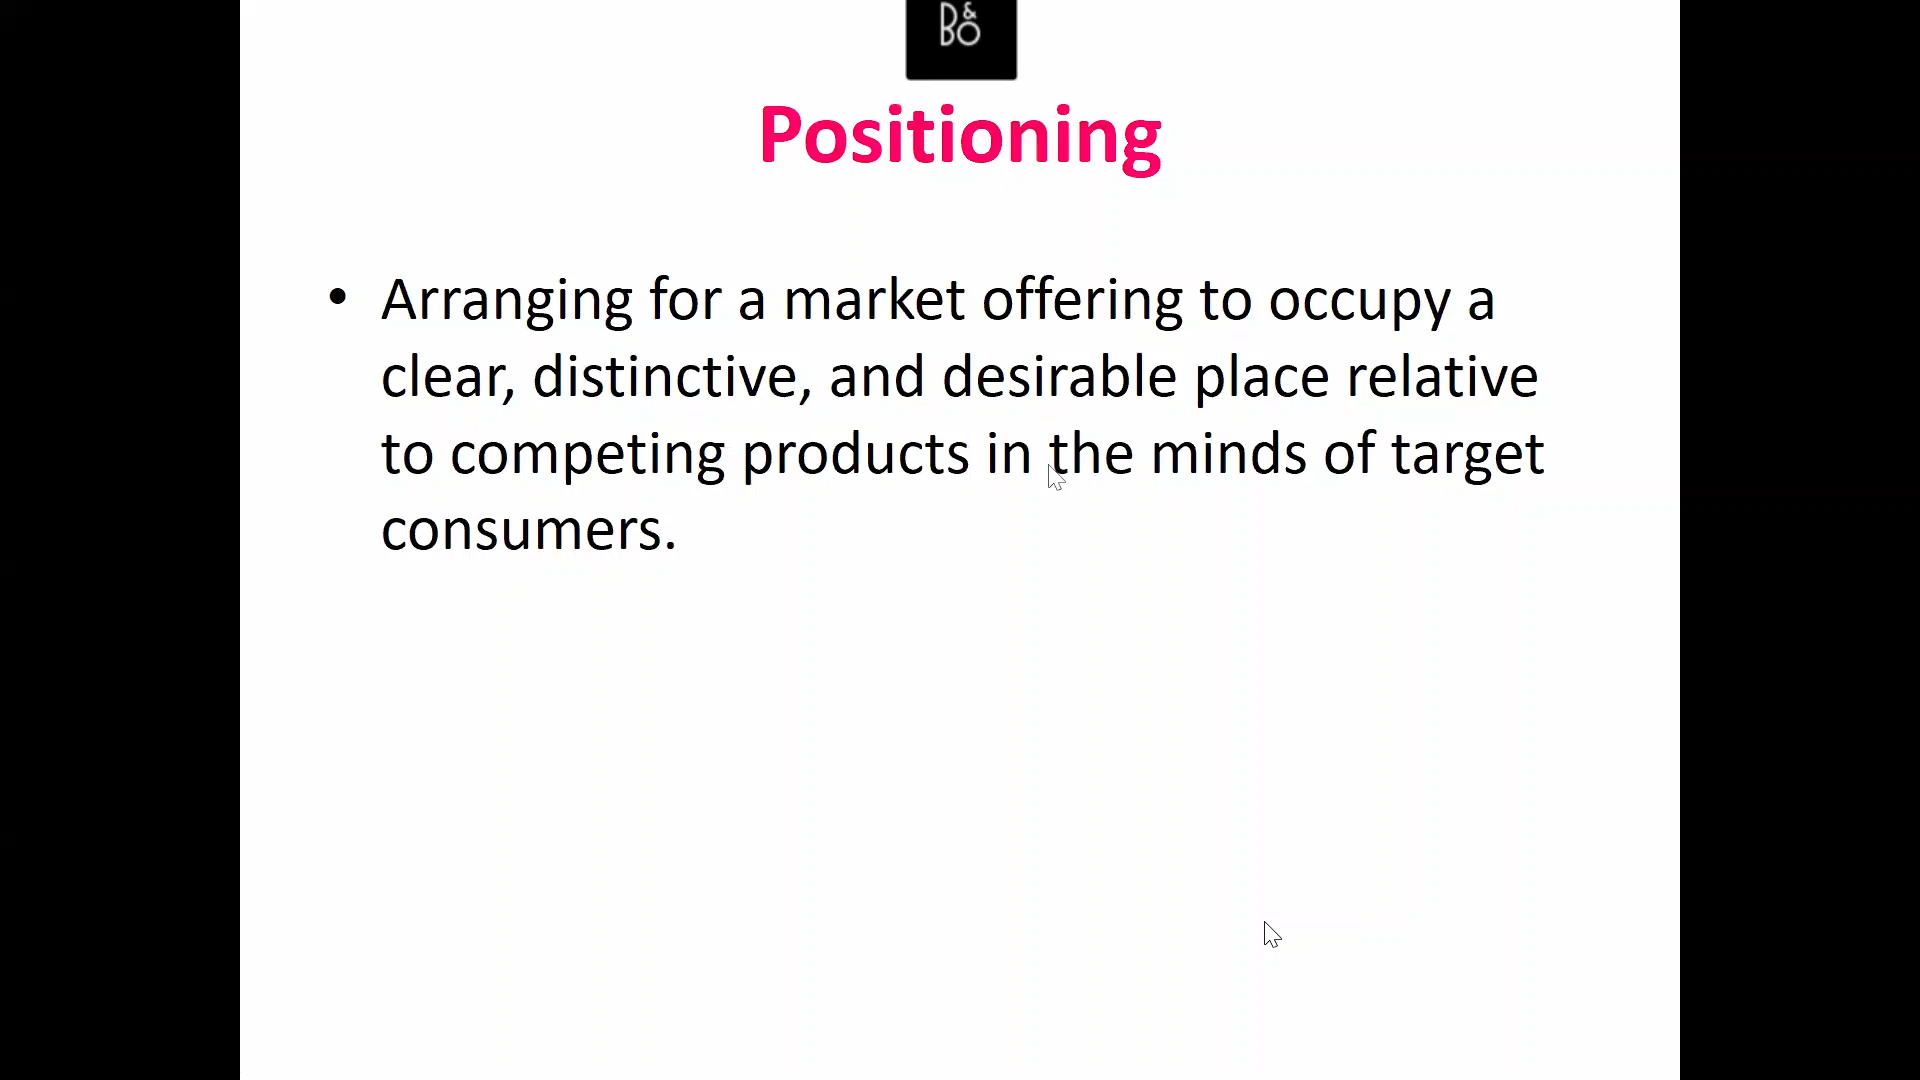 B&O
Positioning
• Arranging for a market offering to occupy a
clear, distinctive, and desirable place relative
to competing products in the minds of target
consumers.